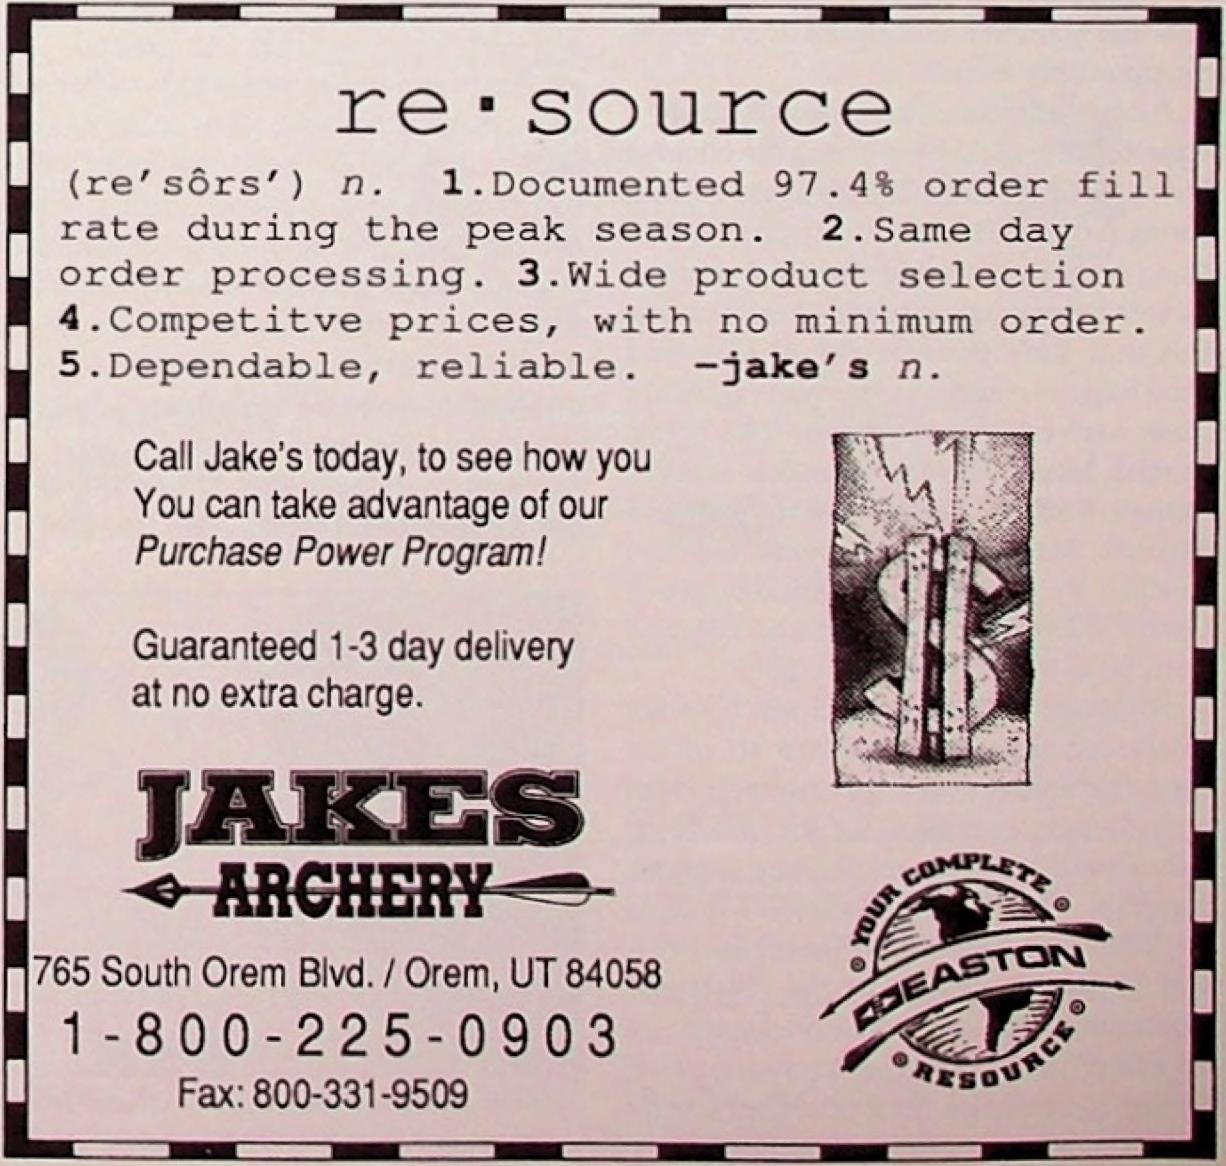 re·source
(re′sôrs′) n. 1.Documented 97.4% order fill
rate during the peak season. 2.Same day
order processing. 3.Wide product selection
4.Competitve prices, with no minimum order.
5.Dependable, reliable. –jake's n.
Call Jake's today, to see how you
You can take advantage of our
Purchase Power Program!
Guaranteed 1-3 day delivery
at no extra charge.
JAKES
ARCHERY
765 South Orem Blvd. / Orem, UT 84058
1-800-225-0903
Fax: 800-331-9509
YOUR COMPLETE
EASTON
RESOURCE